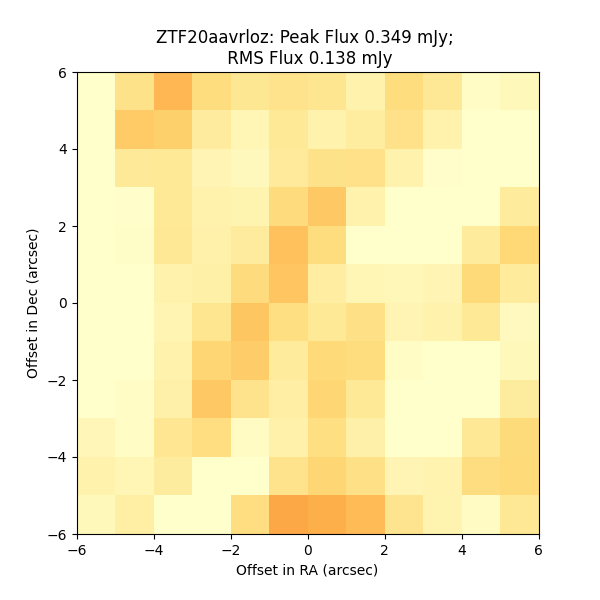 ZTF20aavrloz: Peak Flux 0.349 mJy;
RMS Flux 0.138 mJy
6
4
2
0
−2
−4
−6
Offset in Dec (arcsec)
−6 −4 −2 0 2 4 6
Offset in RA (arcsec)